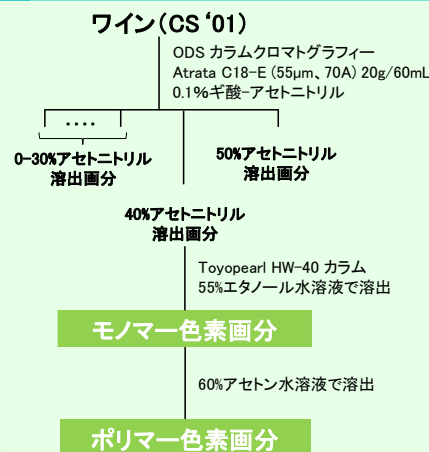 ワイン（CS ‘01）
ODS カラムクロマトグラフィー
Atrata C18-E (55μm、70A) 20g/60mL
0.1％ギ酸-アセトニトリル
....
0-30%アセトニトリル
溶出画分
50%アセトニトリル
溶出画分
40%アセトニトリル
溶出画分
Toyopearl HW-40 カラム
55%エタノール水溶液で溶出
モノマー色素画分
60%アセトン水溶液で溶出
ポリマー色素画分